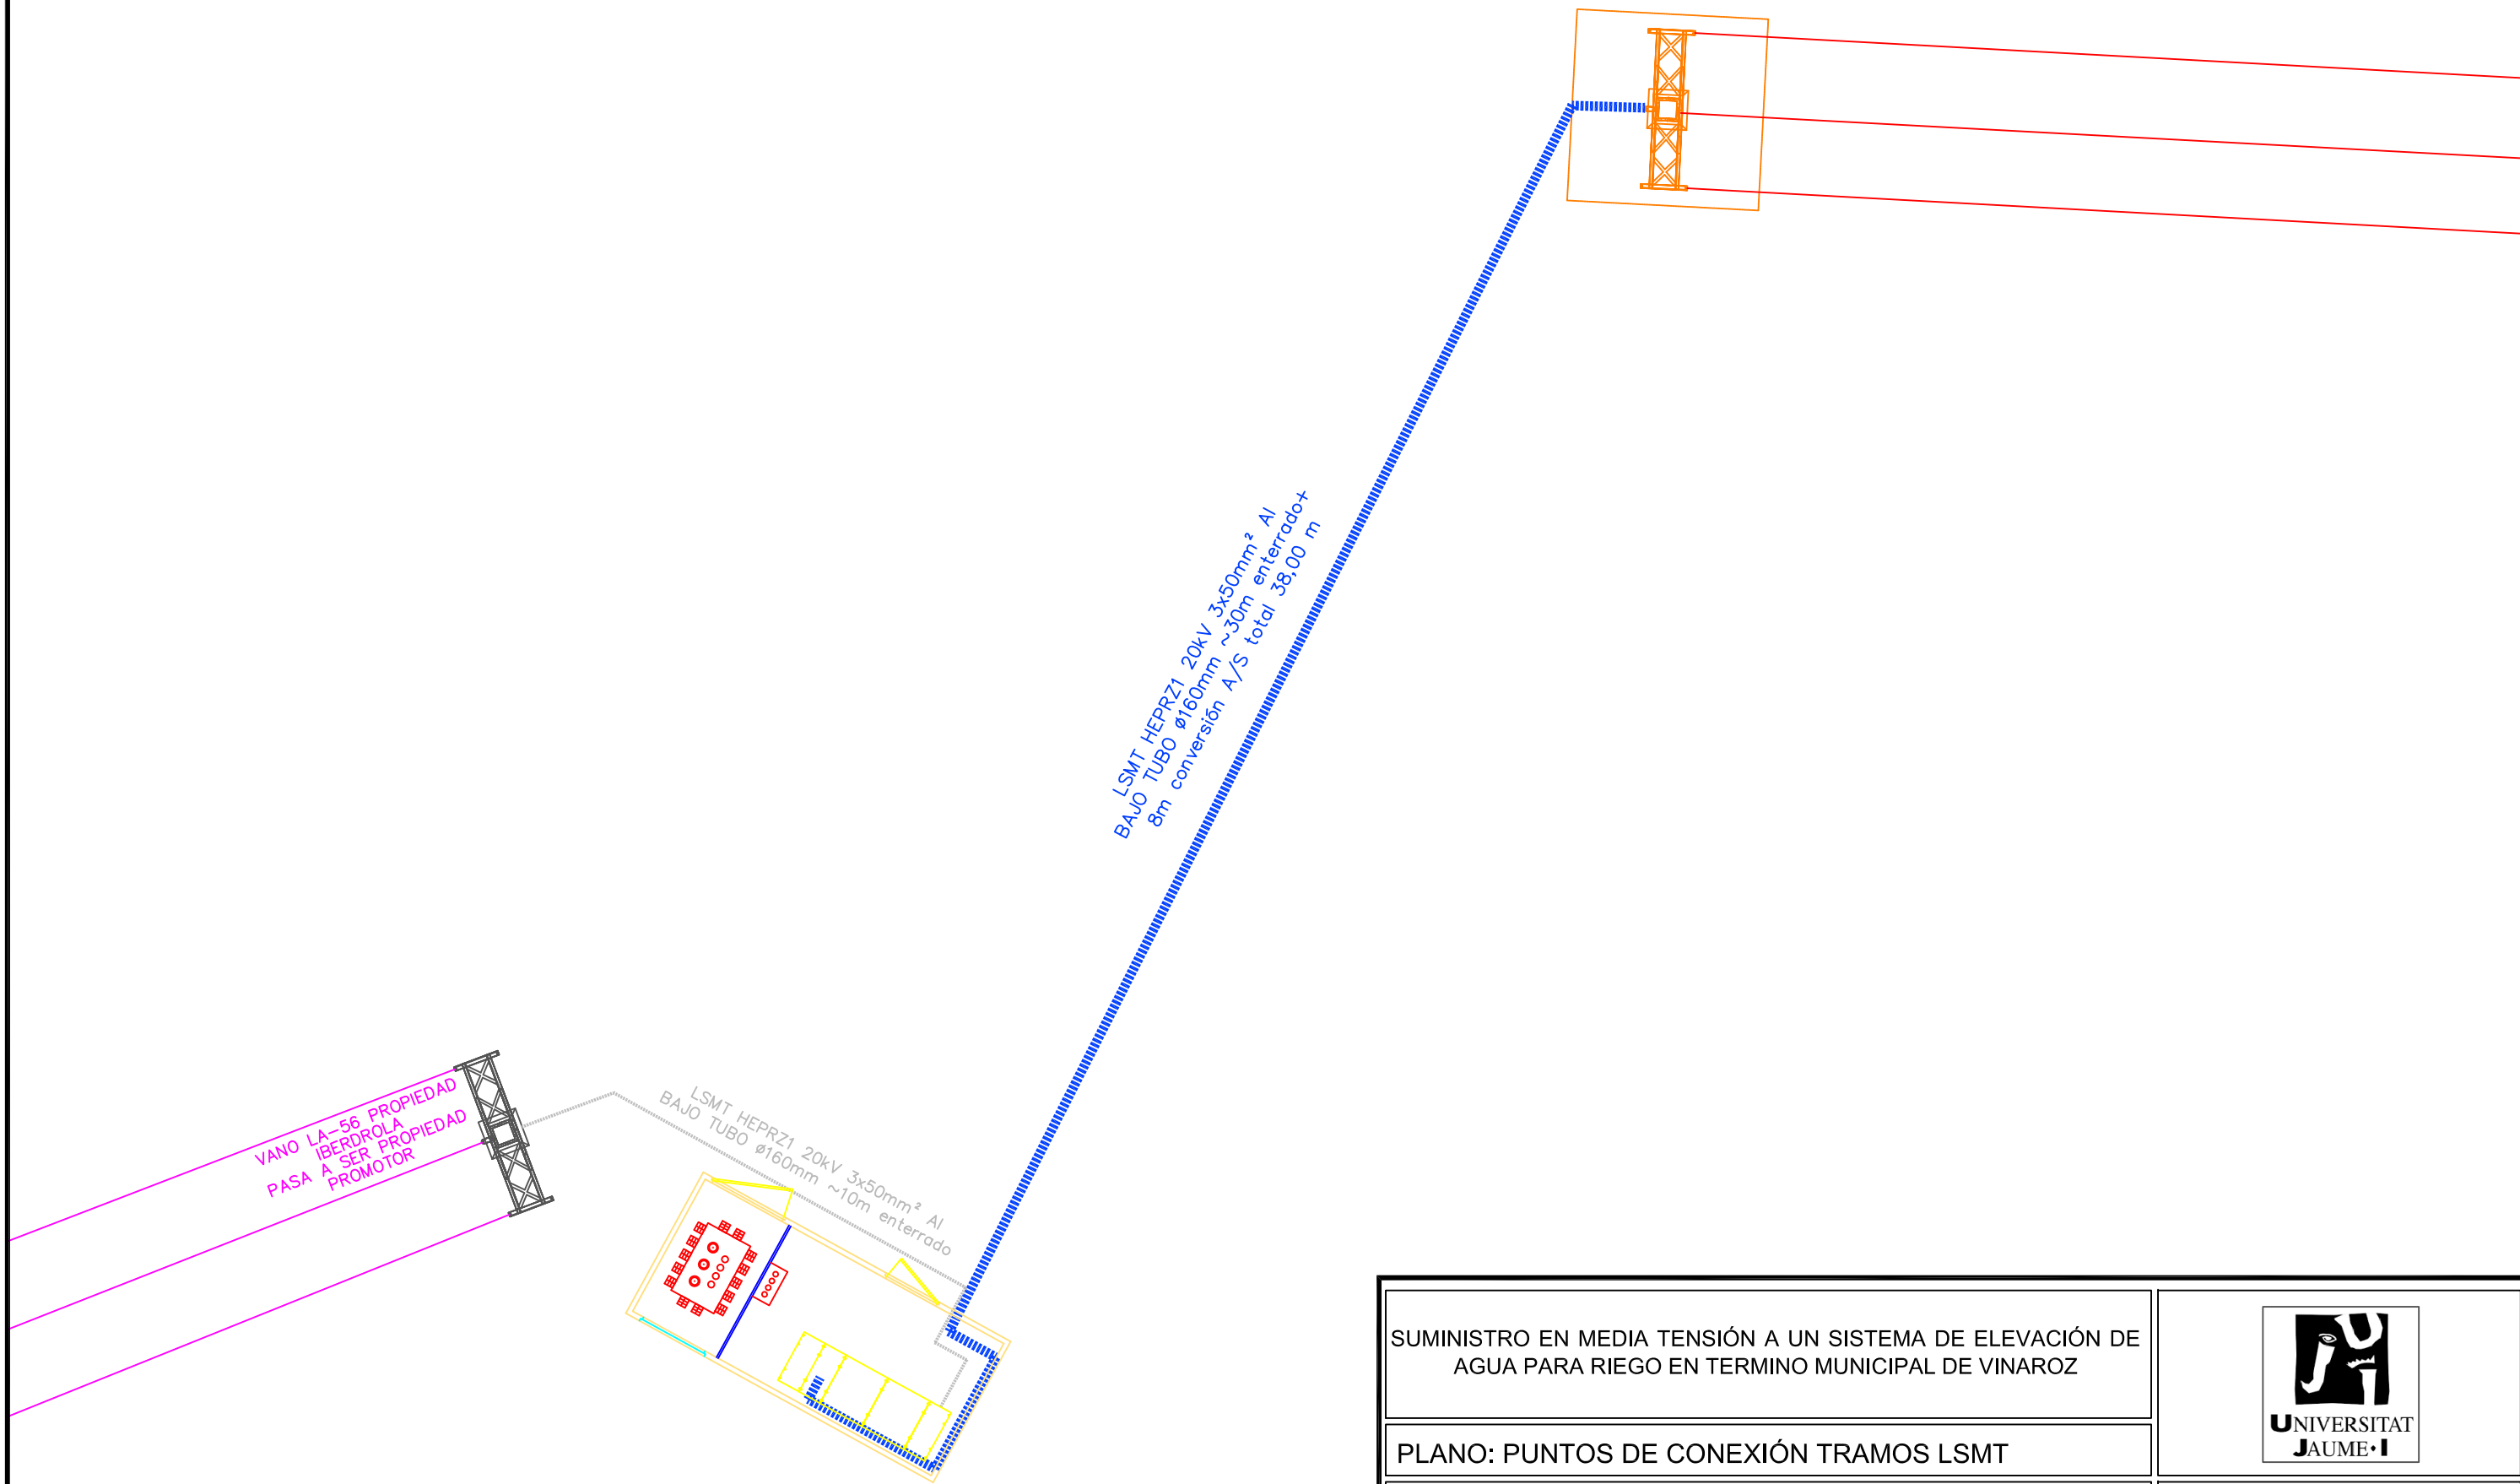 LSMT HEPRZ1 20kV 3x50mm² Al
BAJO TUBO ø160mm ~30m enterrado+
8m conversión A/S total 38,00 m
VANO LA-56 PROPIEDAD
IBERDROLA
PASA A SER PROPIEDAD
PROMOTOR
LSMT HEPRZ1 20kV 3x50mm² Al
BAJO TUBO ø160mm ~10m enterrado
SUMINISTRO EN MEDIA TENSIÓN A UN SISTEMA DE ELEVACIÓN DE
AGUA PARA RIEGO EN TERMINO MUNICIPAL DE VINAROZ
PLANO: PUNTOS DE CONEXIÓN TRAMOS LSMT
UNIVERSITAT
JAUME·I